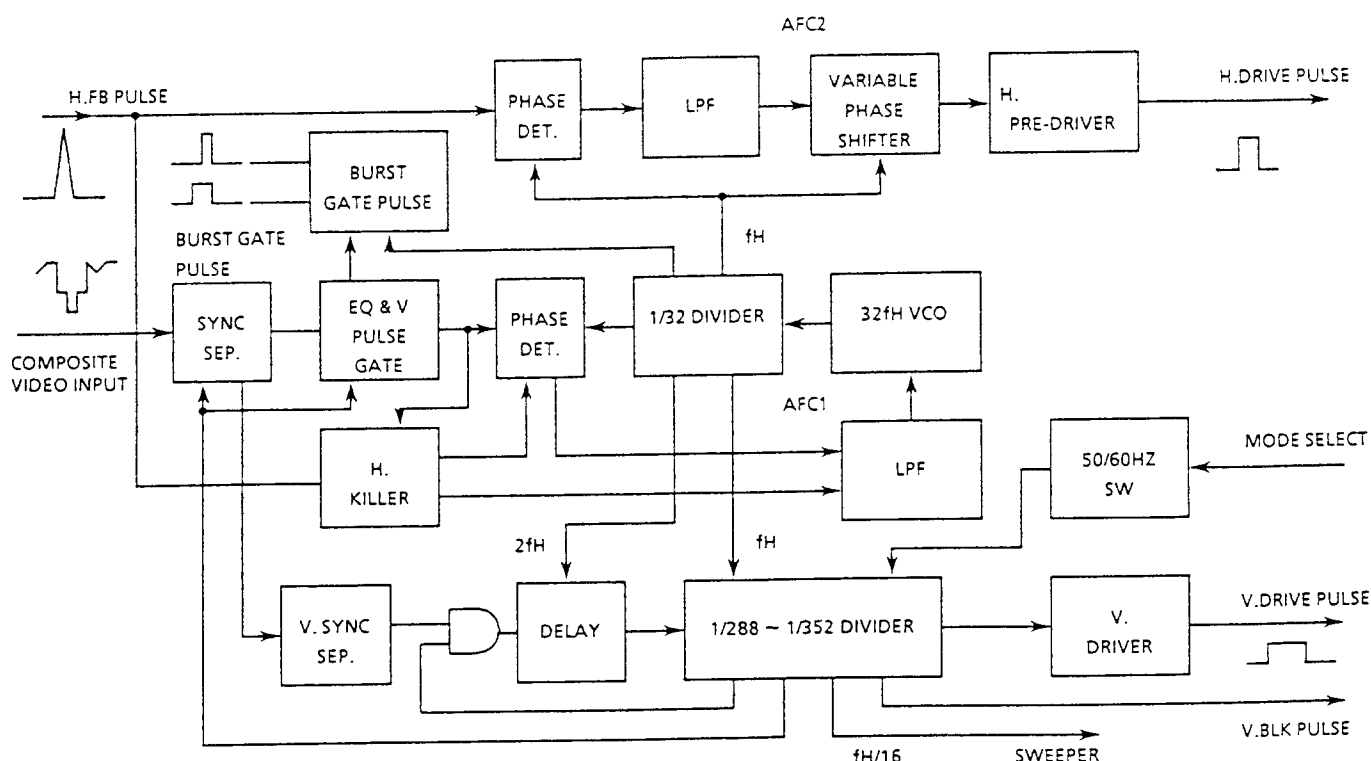 AFC2
H.FB PULSE
PHASE
DET.
LPF
VARIABLE
PHASE
SHIFTER
H.
PRE-DRIVER
H.DRIVE PULSE
BURST
GATE PULSE
BURST GATE
PULSE
fH
SYNC
SEP.
EQ & V
PULSE
GATE
PHASE
DET.
1/32 DIVIDER
32fH VCO
COMPOSITE
VIDEO INPUT
AFC1
H.
KILLER
LPF
50/60HZ
SW
MODE SELECT
2fH
fH
V. SYNC
SEP.
DELAY
1/288 ~ 1/352 DIVIDER
V.
DRIVER
V.DRIVE PULSE
V.BLK PULSE
fH/16
SWEEPER